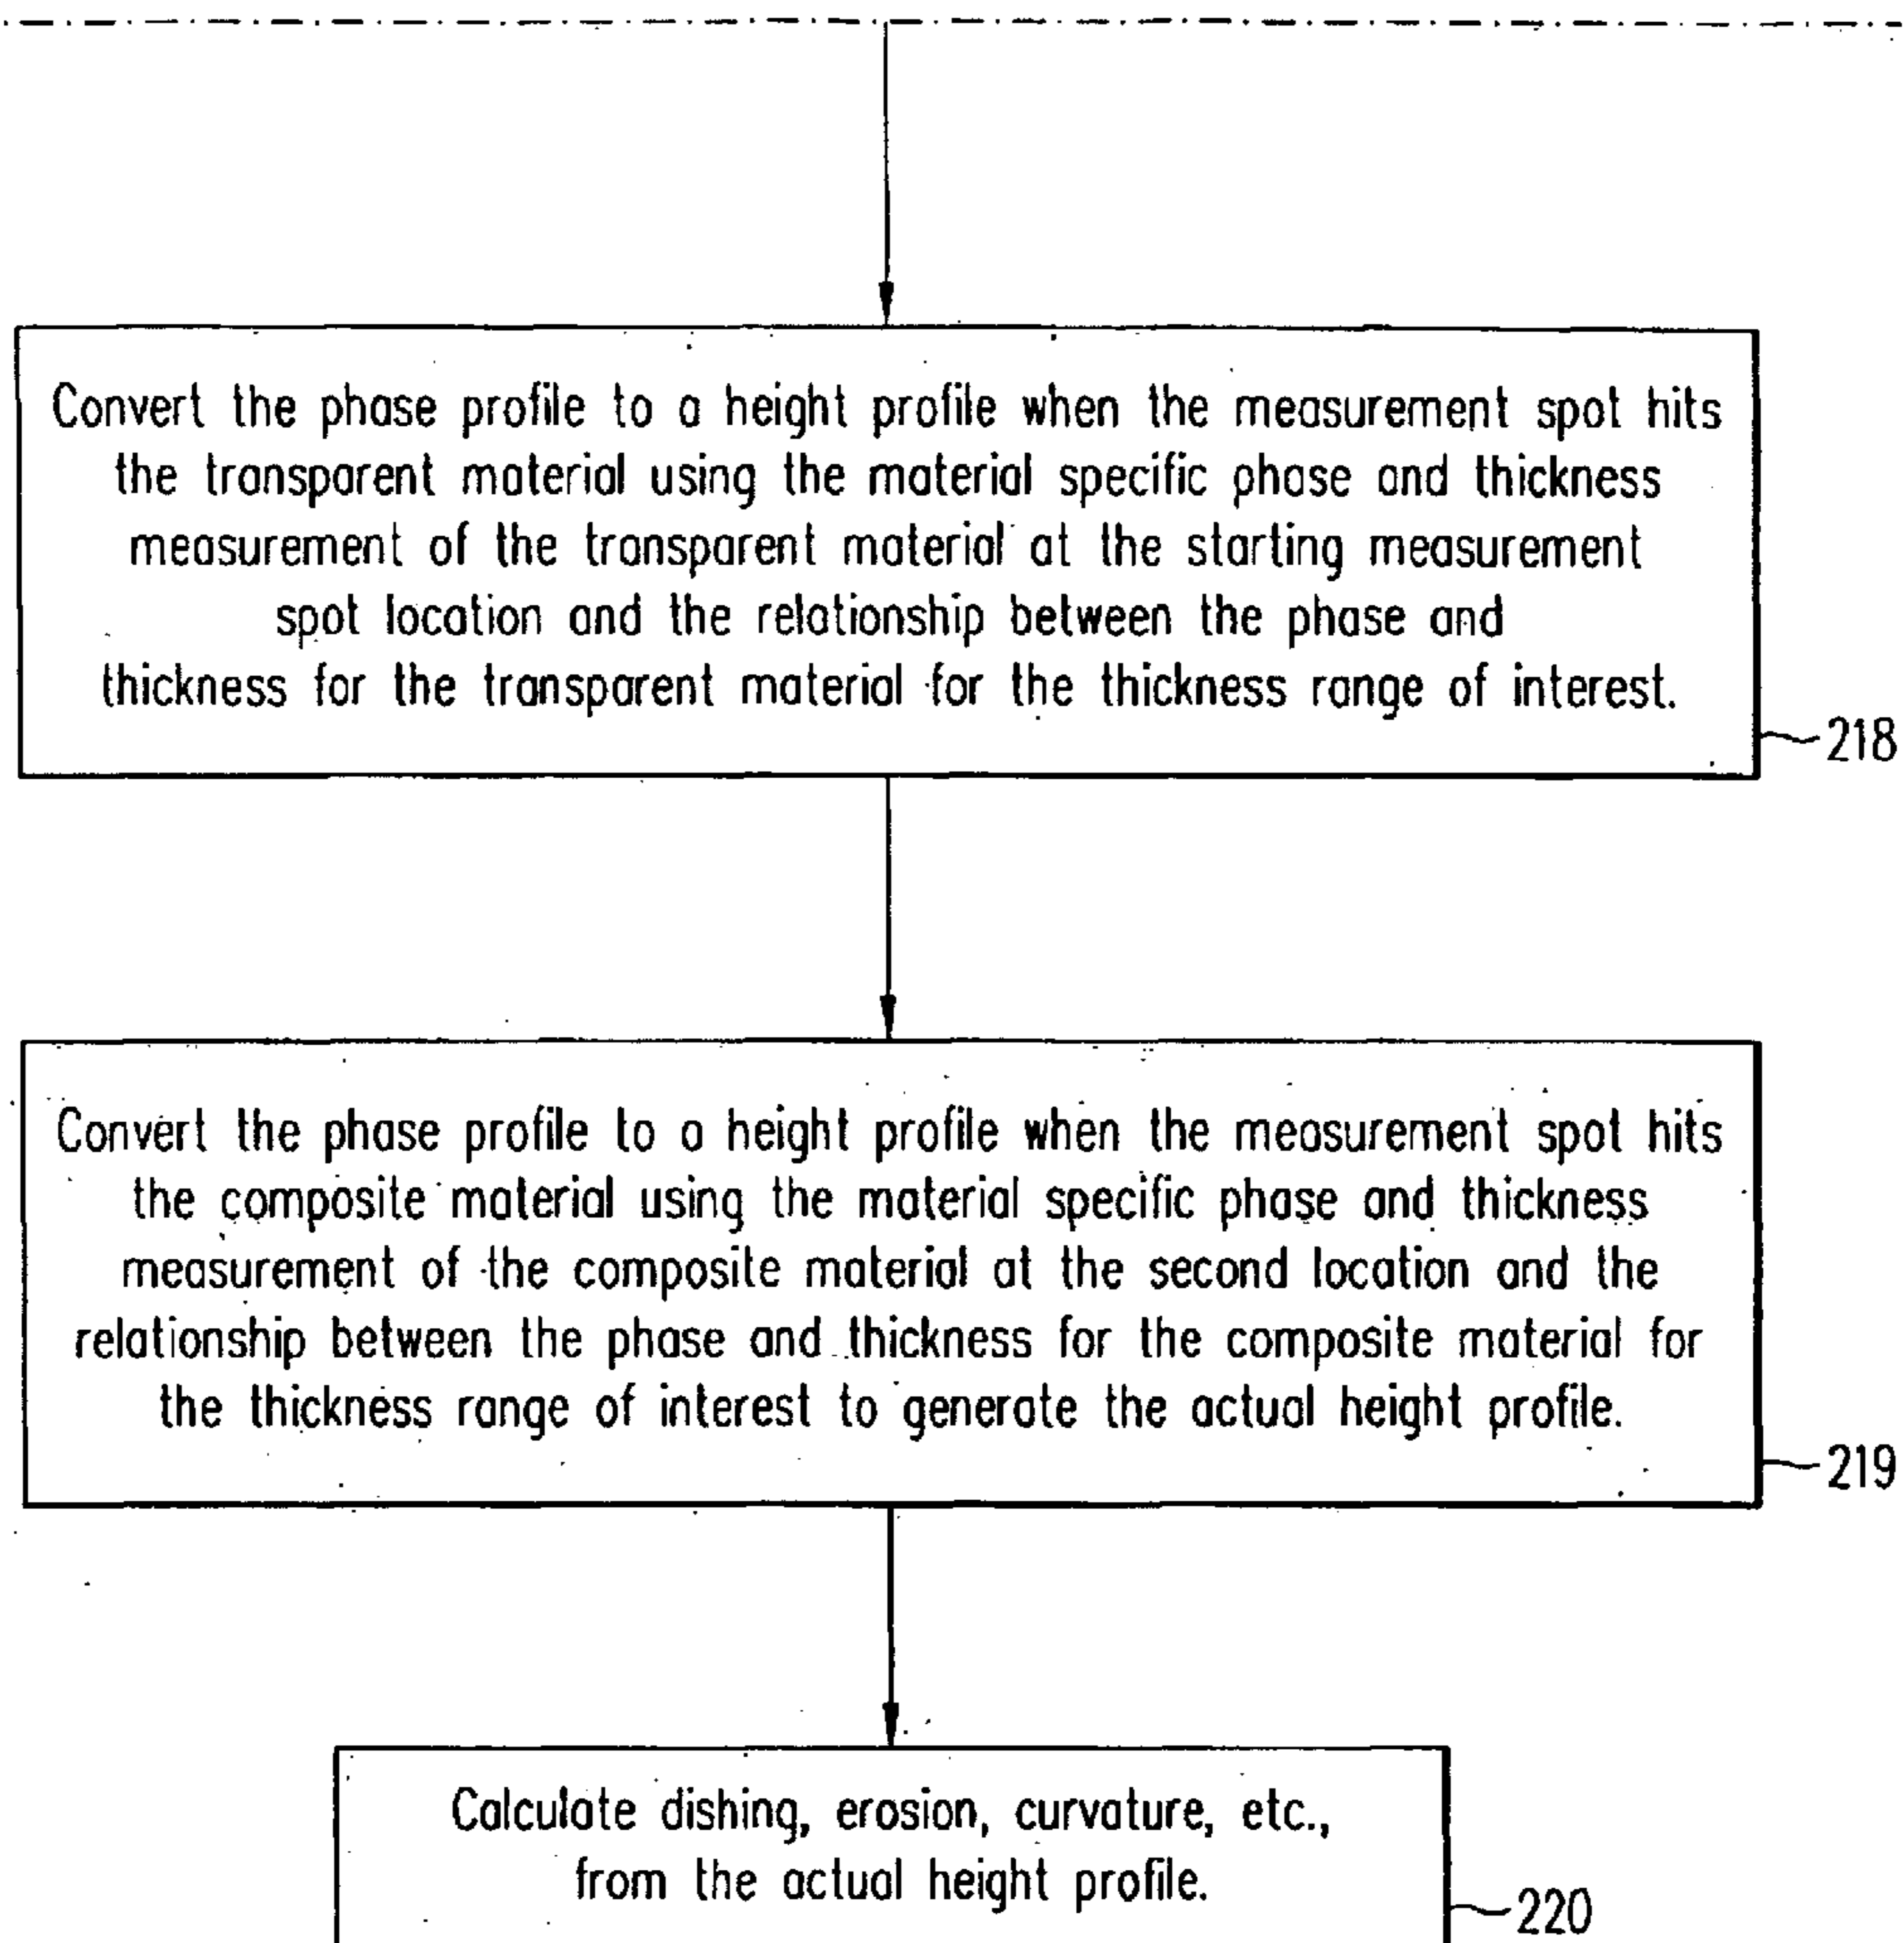 Convert the phase profile to a height profile when the measurement spot hits
the transparent material using the material specific phase and thickness
measurement of the transparent material at the starting measurement
spot location and the relationship between the phase and
thickness for the transparent material for the thickness range of interest.
218
Convert the phase profile to a height profile when the measurement spot hits
the composite material using the material specific phase and thickness
measurement of the composite material at the second location and the
relationship between the phase and thickness for the composite material for
the thickness range of interest to generate the actual height profile.
219
Calculate dishing, erosion, curvature, etc.,
from the actual height profile.
220